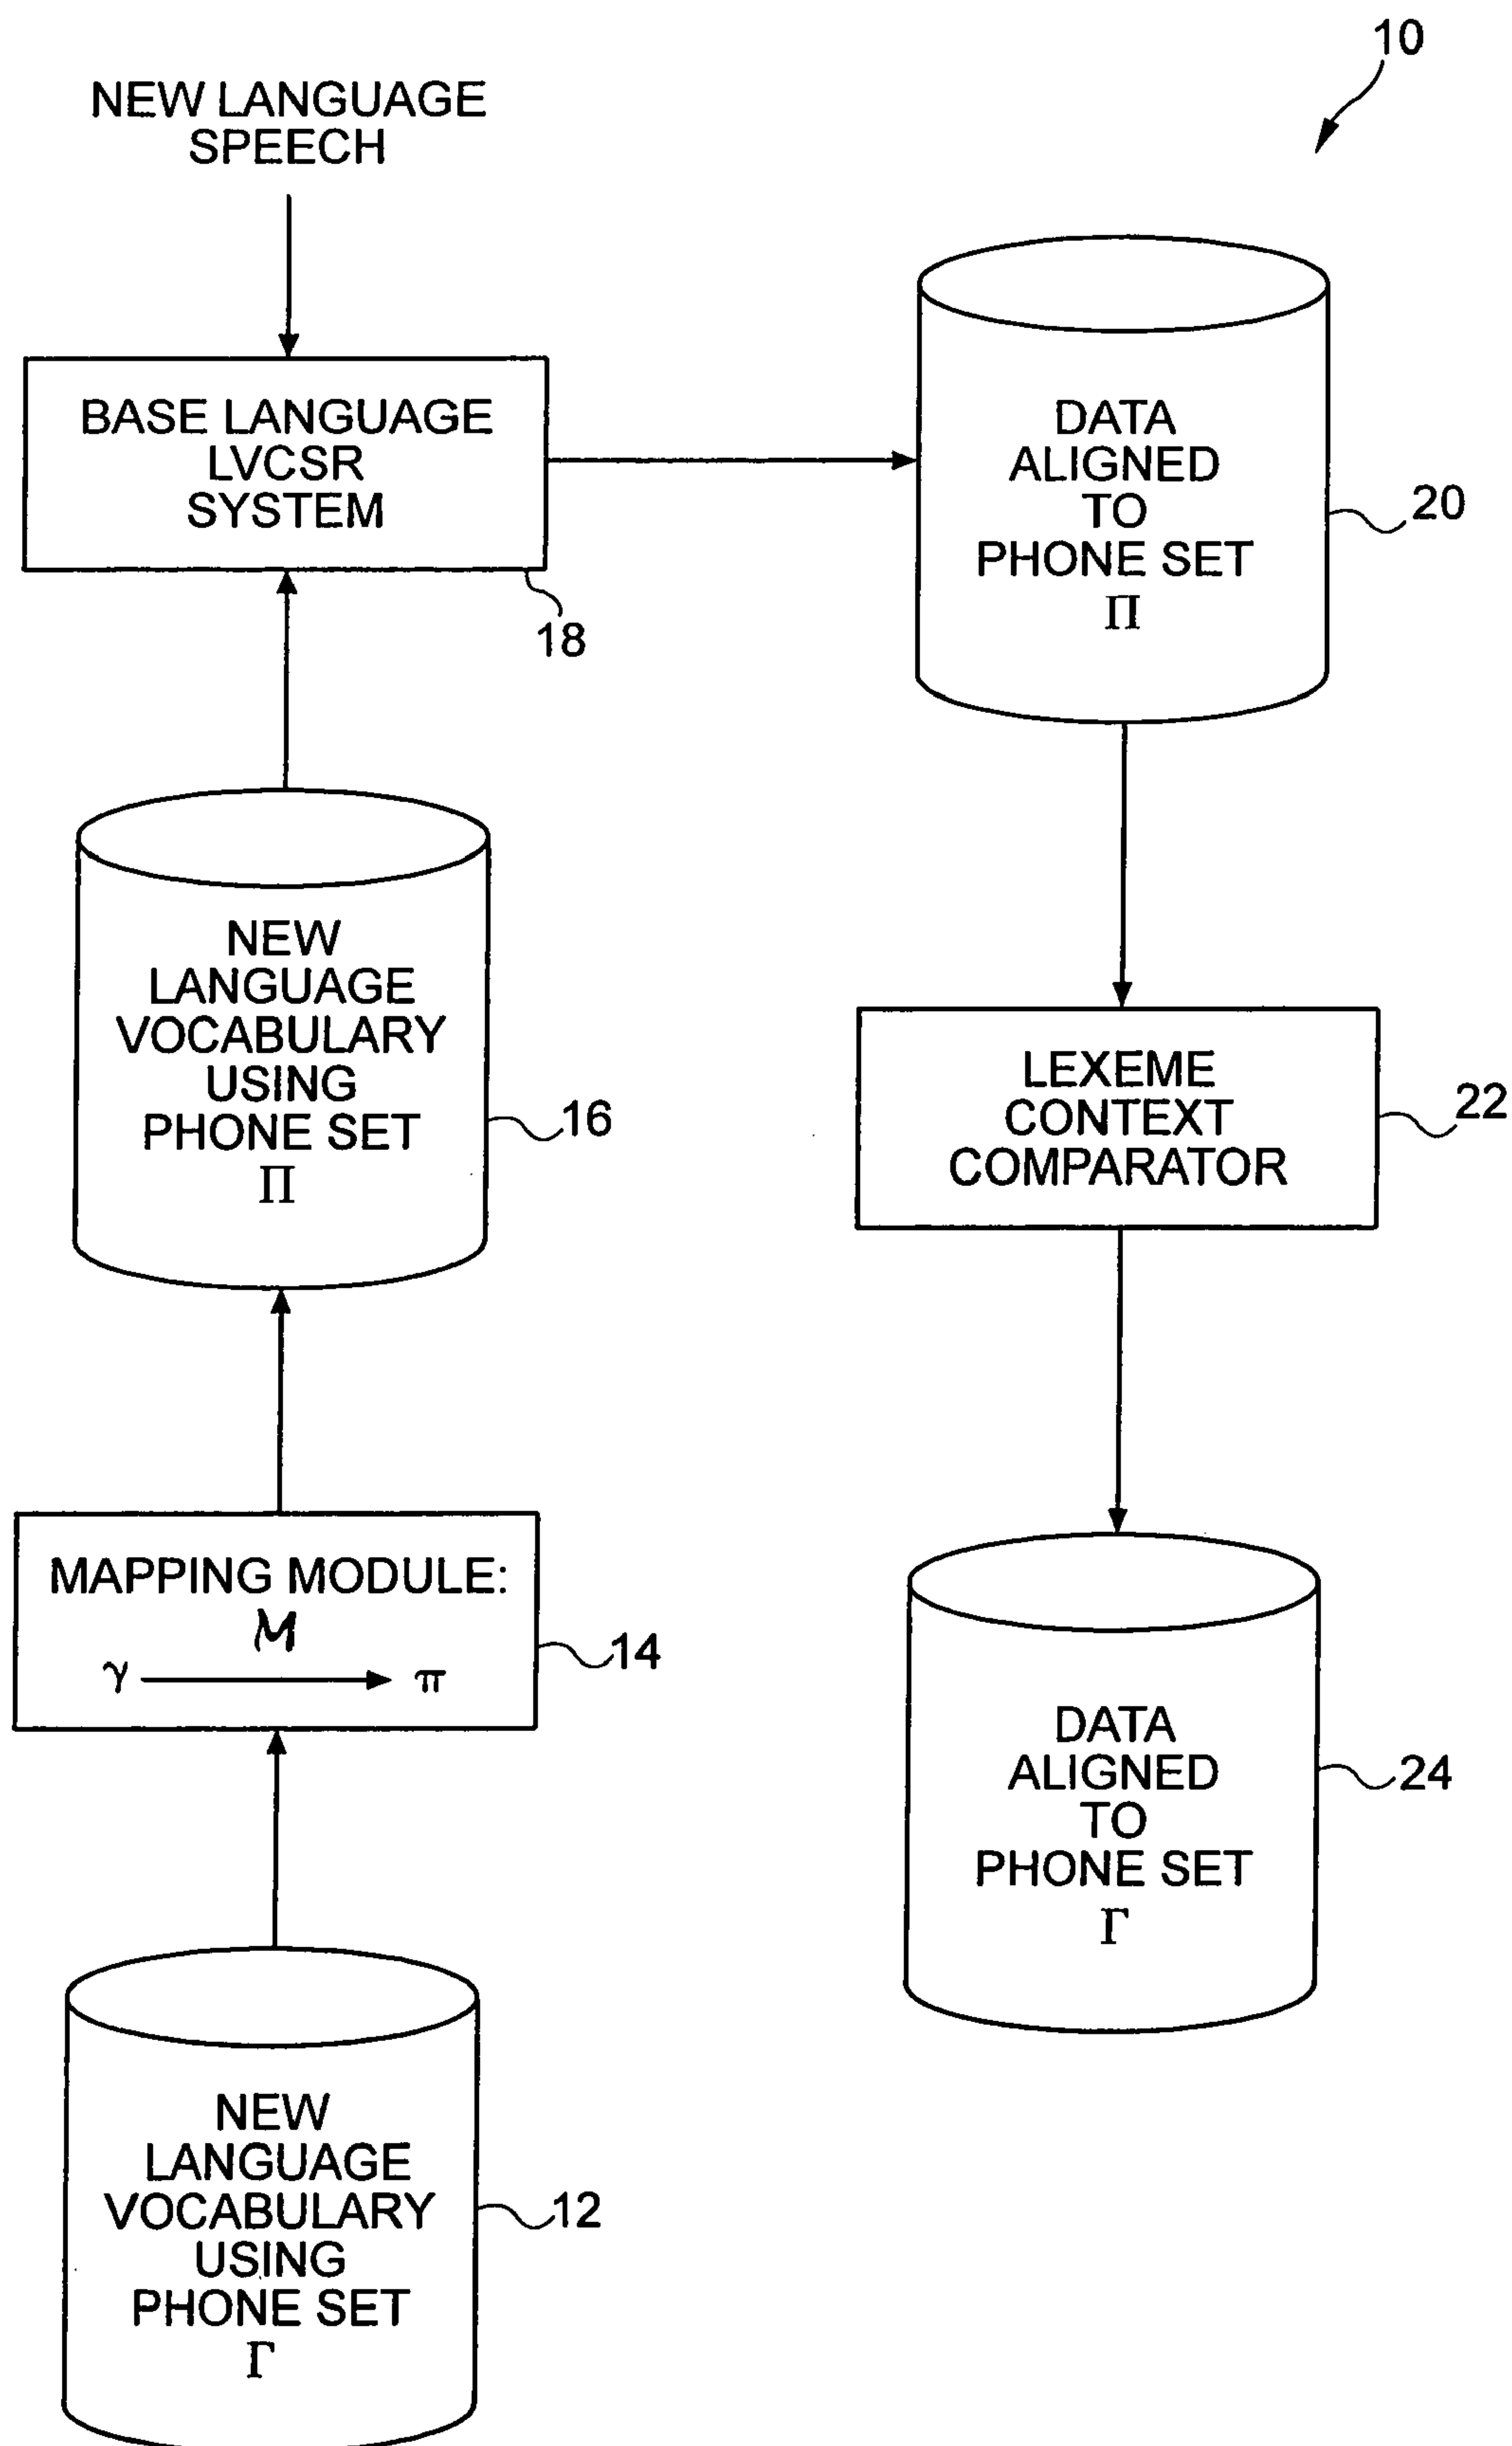 10
NEW LANGUAGE
SPEECH
BASE LANGUAGE
LVCSR
SYSTEM
18
DATA
ALIGNED
TO
PHONE SET
Π
20
NEW
LANGUAGE
VOCABULARY
USING
PHONE SET
Π
16
LEXEME
CONTEXT
COMPARATOR
22
MAPPING MODULE:
M
γ π
14
DATA
ALIGNED
TO
PHONE SET
Γ
24
NEW
LANGUAGE
VOCABULARY
USING
PHONE SET
Γ
12